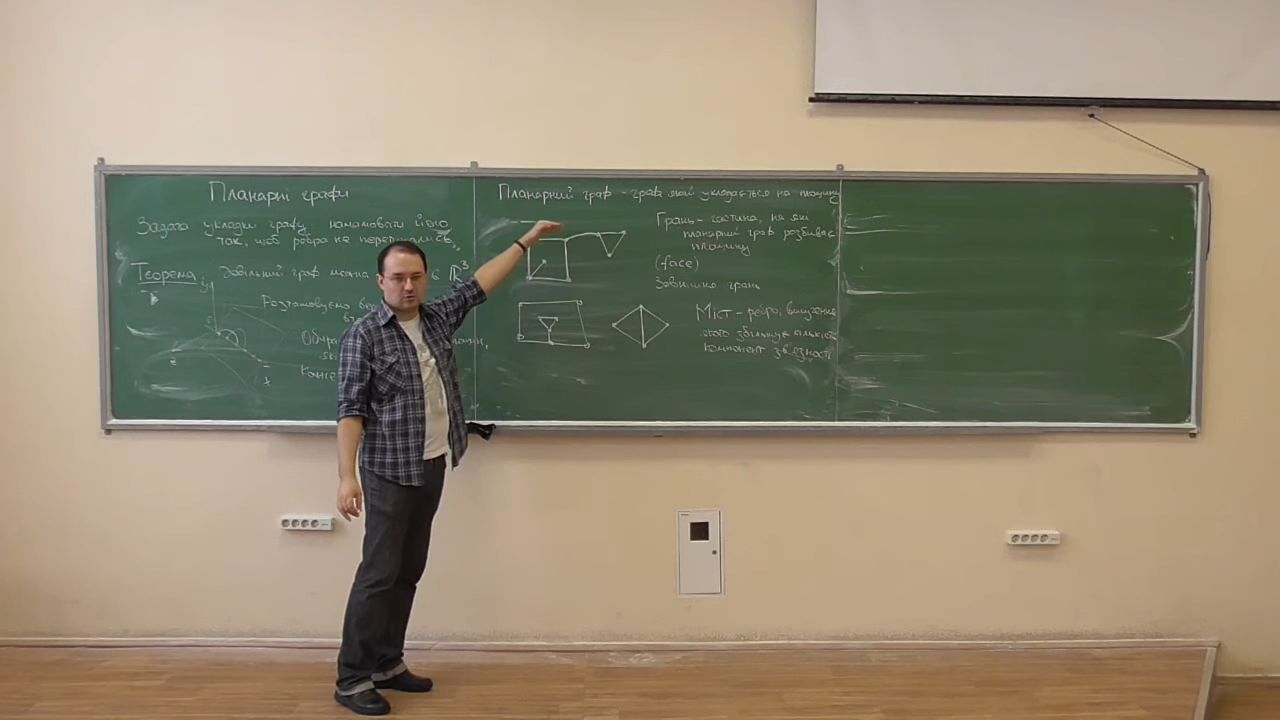 Планарні графи
Задача укладки графу намалювати його
так, щоб ребра не перетинались
Теорема. Довільний граф можна в ℝ³
Розташовуємо
x
Планарний граф - граф який укладається на площину
Грань - частина, на які
планарний граф розбиває
площину
(face)
Зовнішня грань
Міст - ребро, вилучення
якого збільшує кількість
компонент зв'язності